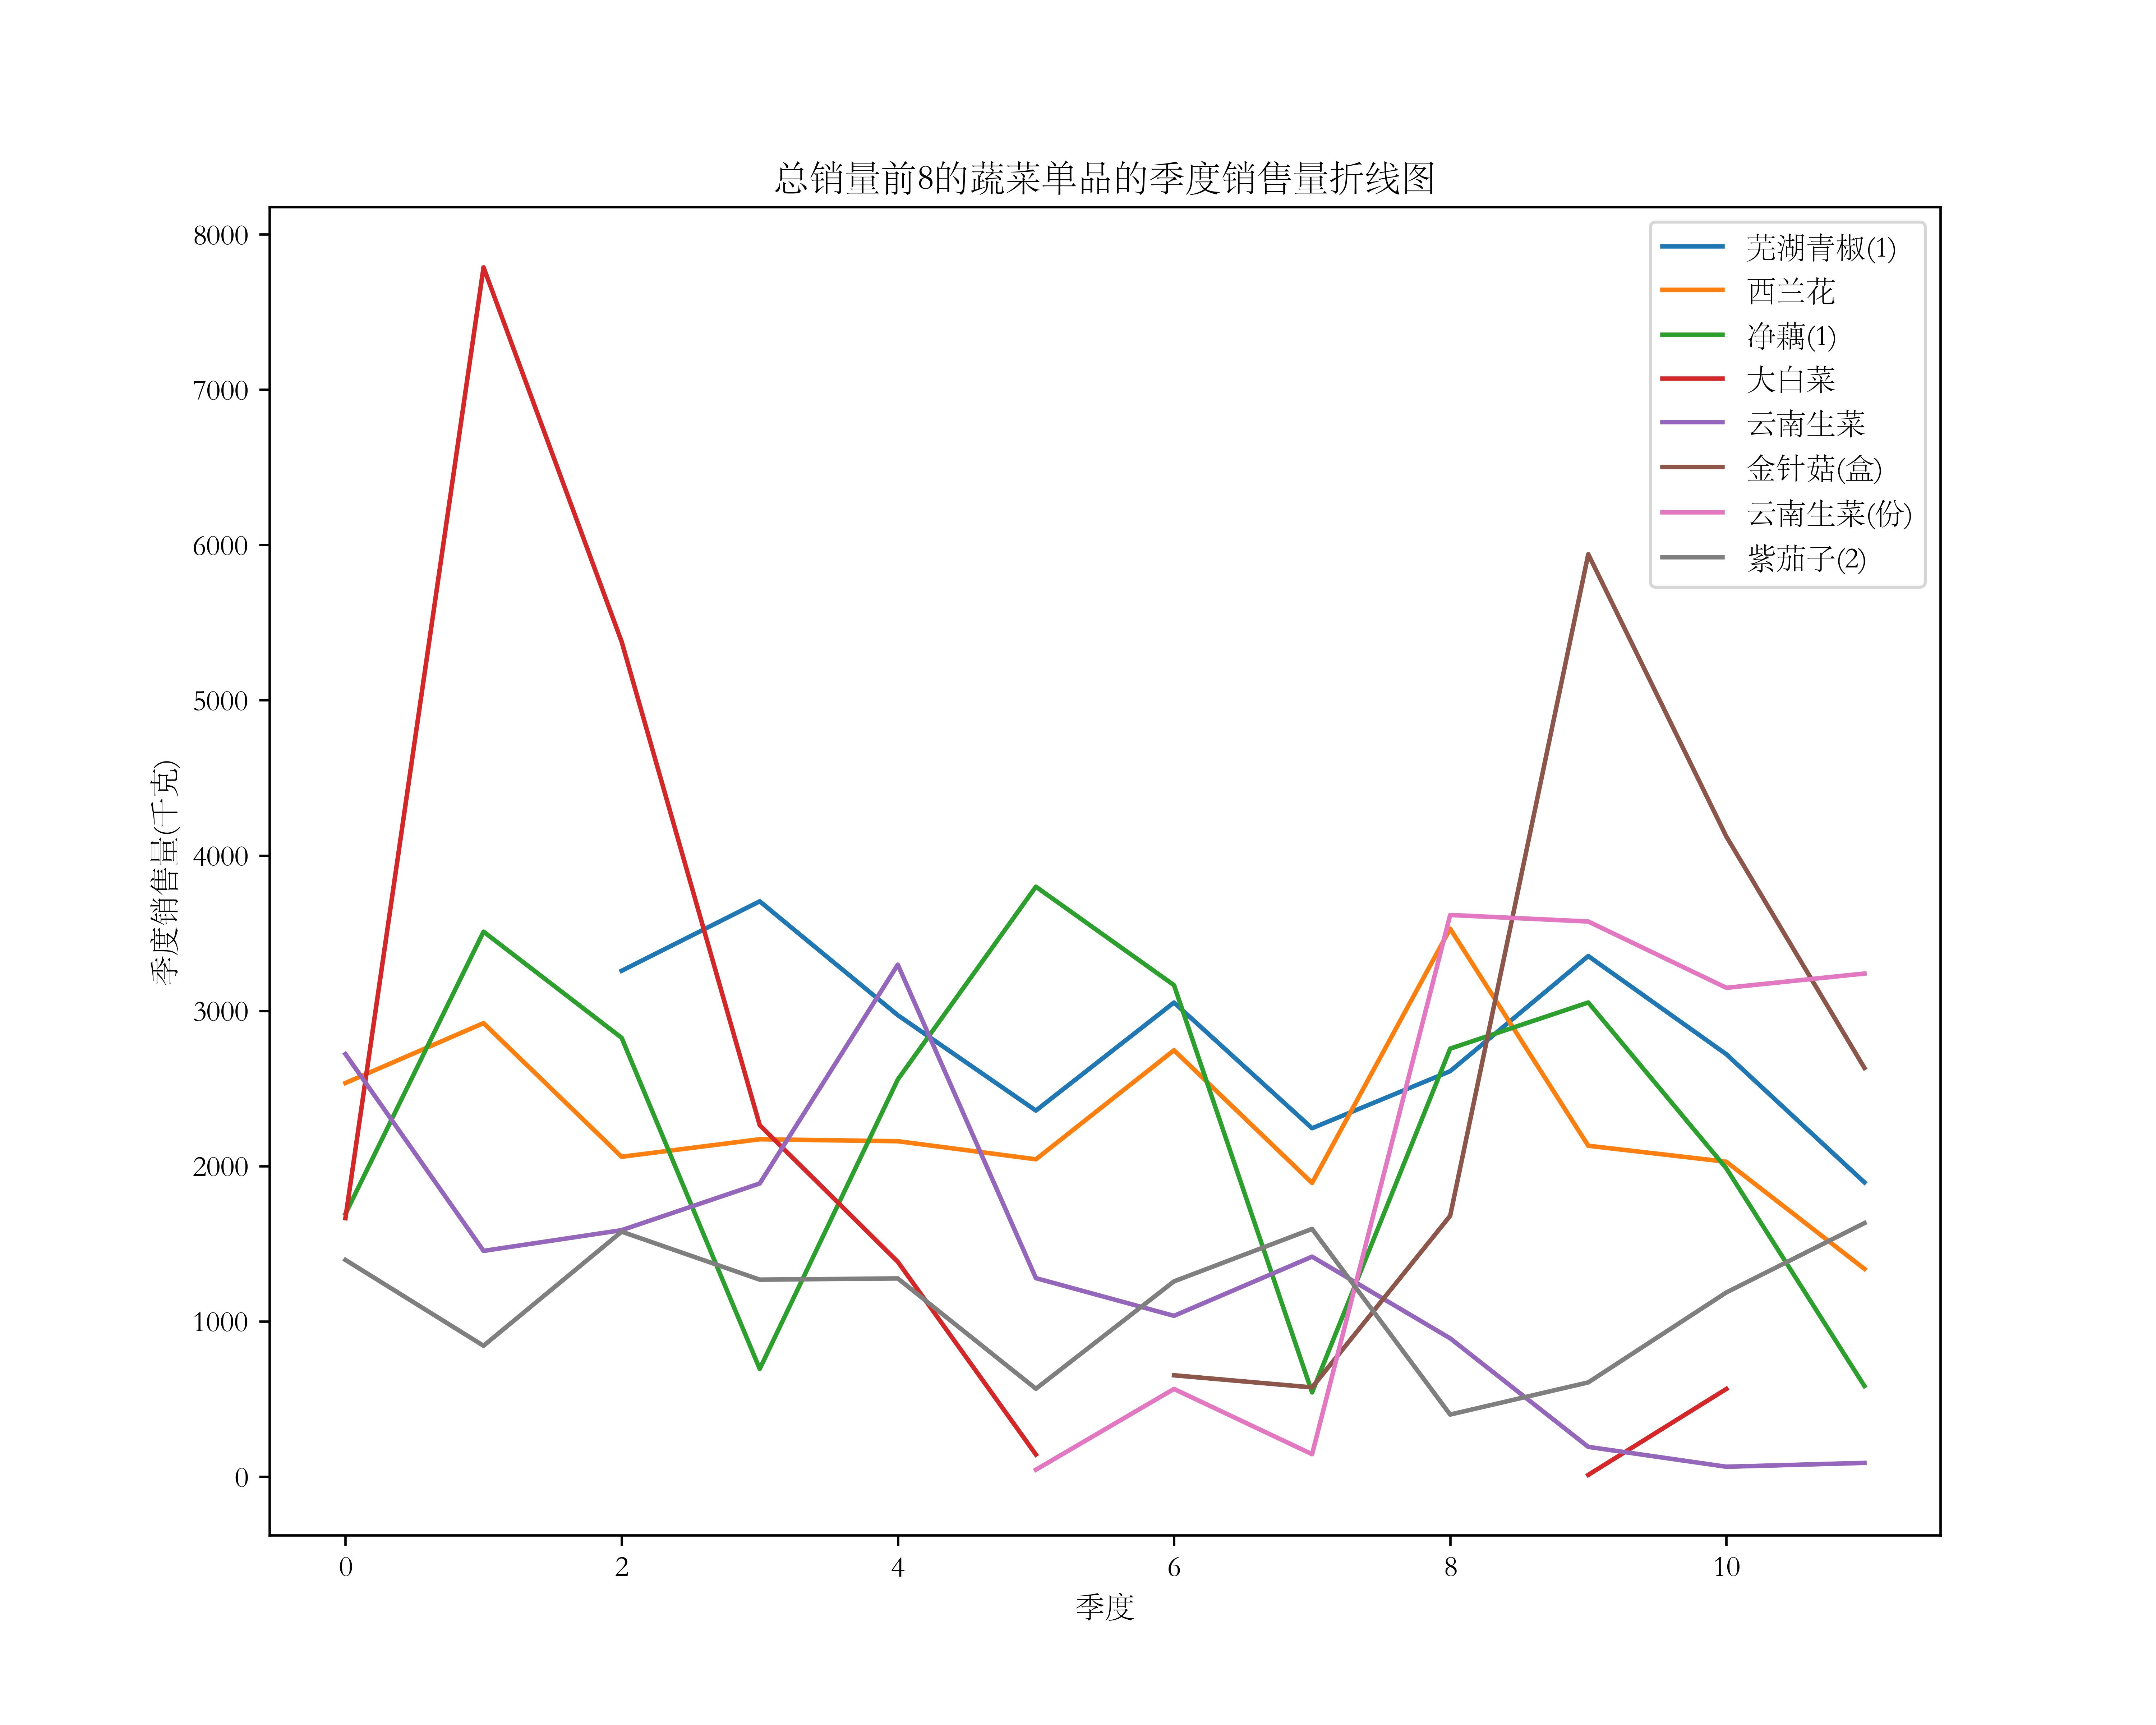 总销量前8的蔬菜单品的季度销售量折线图
8000
7000
6000
5000
4000
3000
2000
1000
0
季度销售量(千克)
芜湖青椒(1)
西兰花
净藕(1)
大白菜
云南生菜
金针菇(盒)
云南生菜(份)
紫茄子(2)
0
2
4
6
8
10
季度